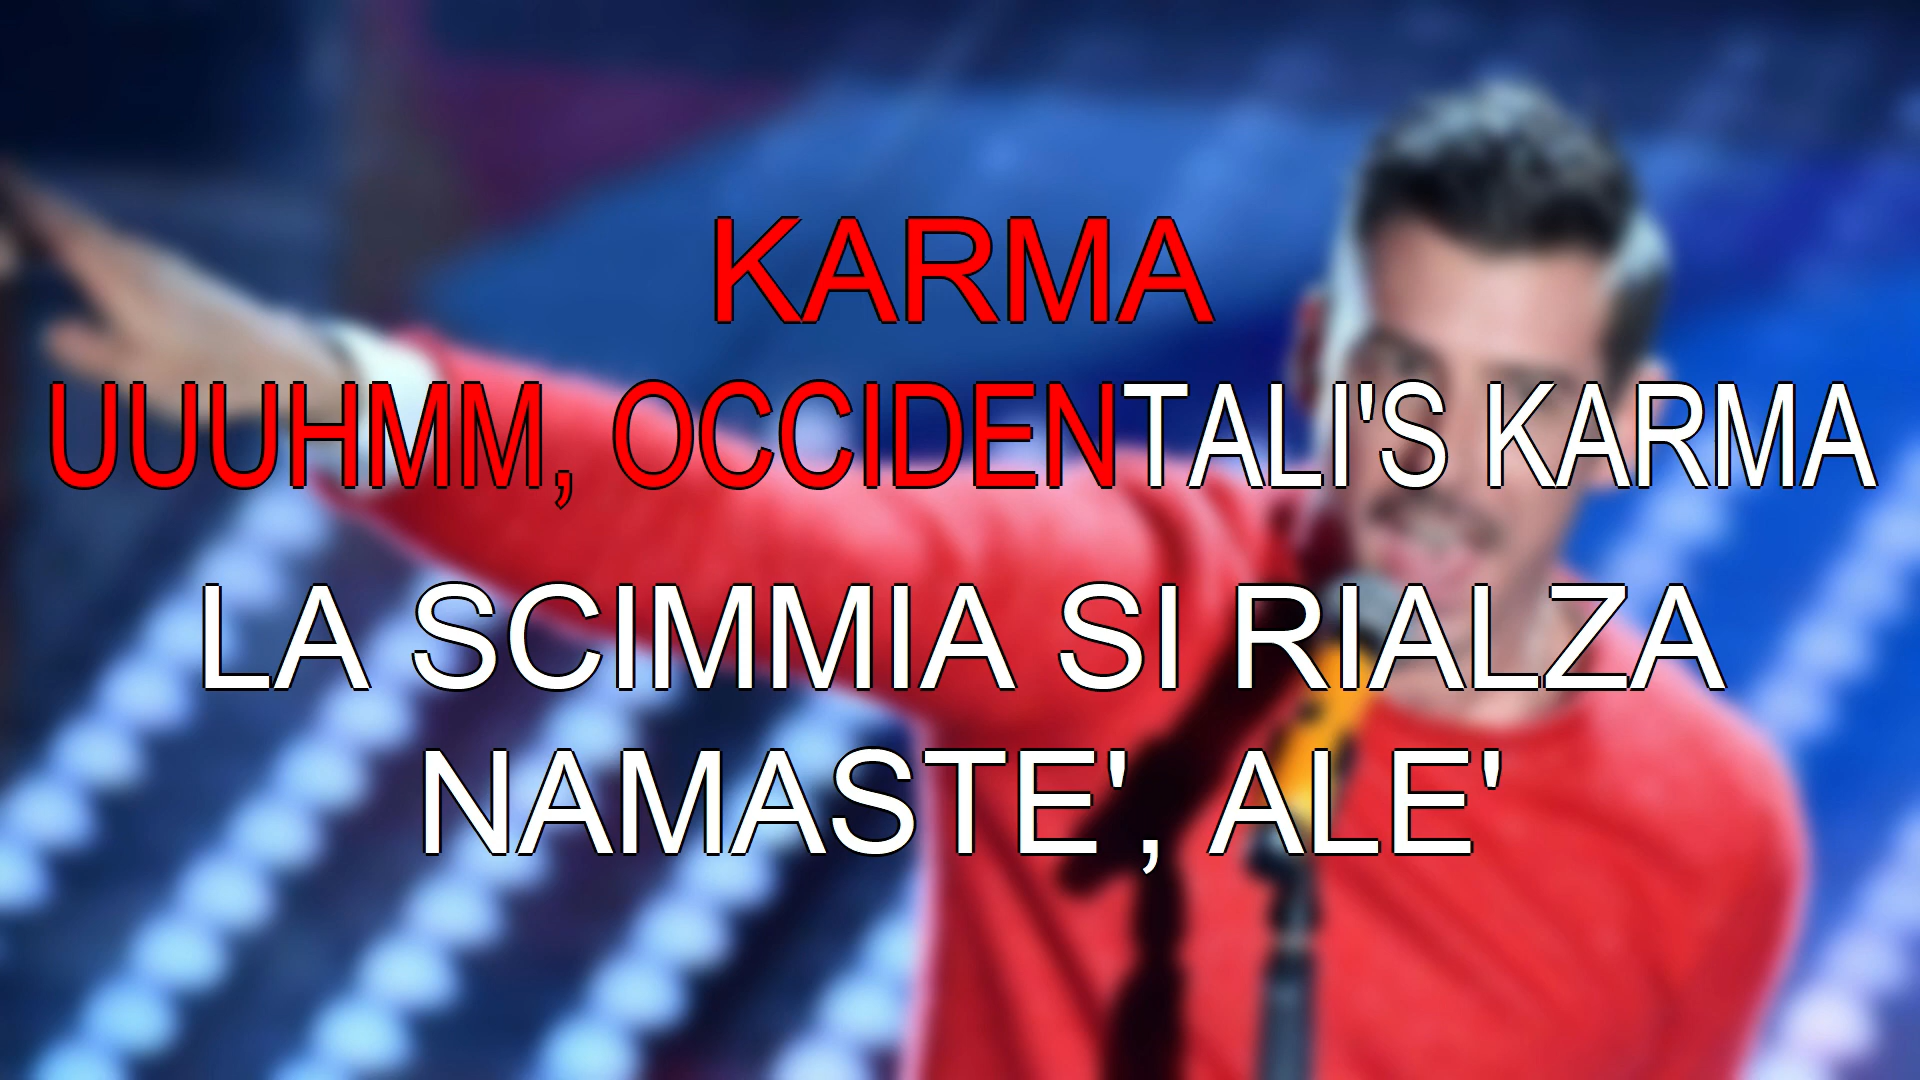 KARMA
UUUHMM, OCCIDENTALI'S KARMA
LA SCIMMIA SI RIALZA
NAMASTE', ALE'